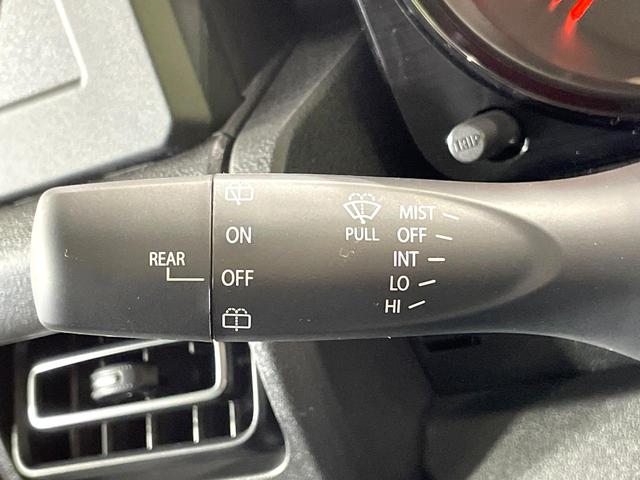 TRIP
MIST
OFF
INT
LO
HI
PULL
ON
OFF
REAR